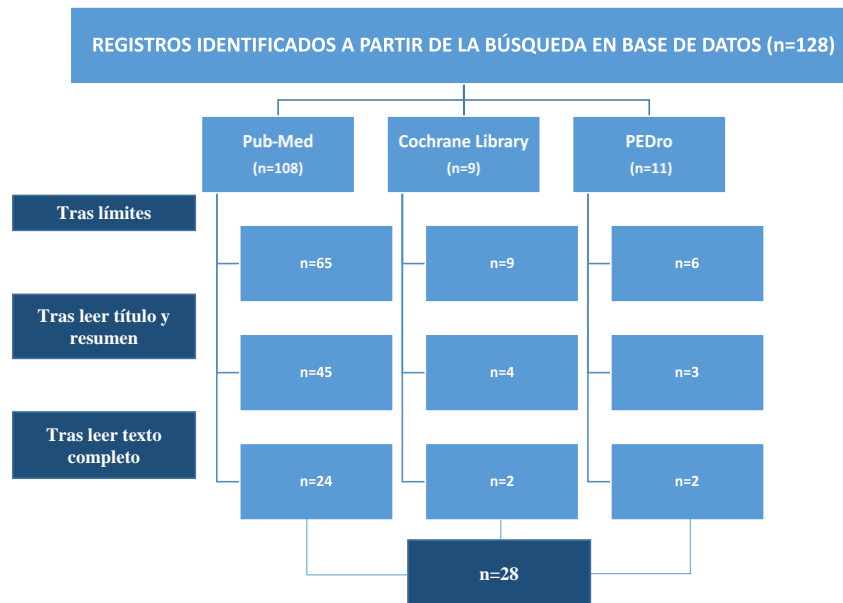 REGISTROS IDENTIFICADOS A PARTIR DE LA BÚSQUEDA EN BASE DE DATOS (n=128)
Pub-Med
(n=108)
Cochrane Library
(n=9)
PEDro
(n=11)
Tras límites
n=65
n=9
n=6
Tras leer título y
resumen
n=45
n=4
n=3
Tras leer texto
completo
n=24
n=2
n=2
n=28